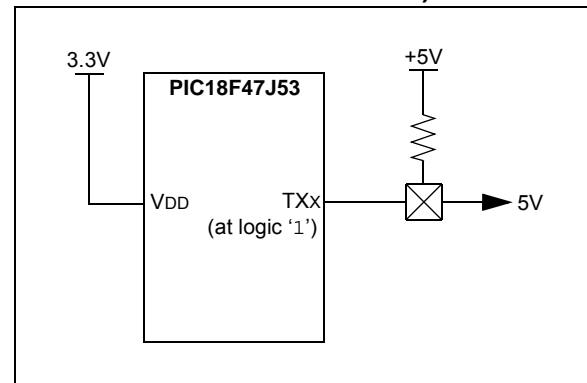 3.3V
+5V
PIC18F47J53
VDD
TXX
5V
(at logic ‘1’)